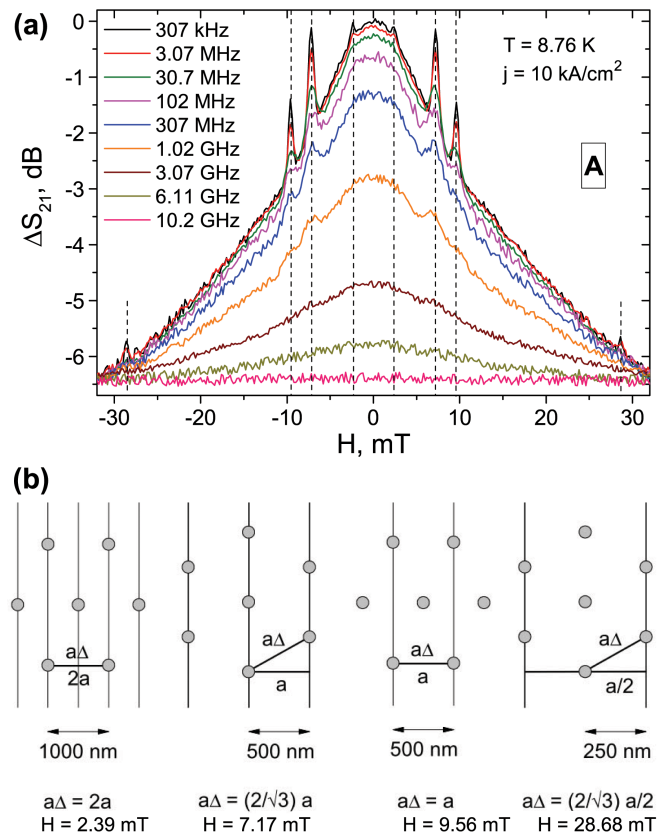 (a)
307 kHz
3.07 MHz
30.7 MHz
102 MHz
307 MHz
1.02 GHz
3.07 GHz
6.11 GHz
10.2 GHz
T = 8.76 K
j = 10 kA/cm²
A
ΔS₂₁, dB
0
-1
-2
-3
-4
-5
-6
-30 -20 -10 0 10 20 30
H, mT
(b)
aΔ aΔ aΔ aΔ
2a a a a/2
1000 nm 500 nm 500 nm 250 nm
aΔ = 2a aΔ = (2/√3) a aΔ = a aΔ = (2/√3) a/2
H = 2.39 mT H = 7.17 mT H = 9.56 mT H = 28.68 mT